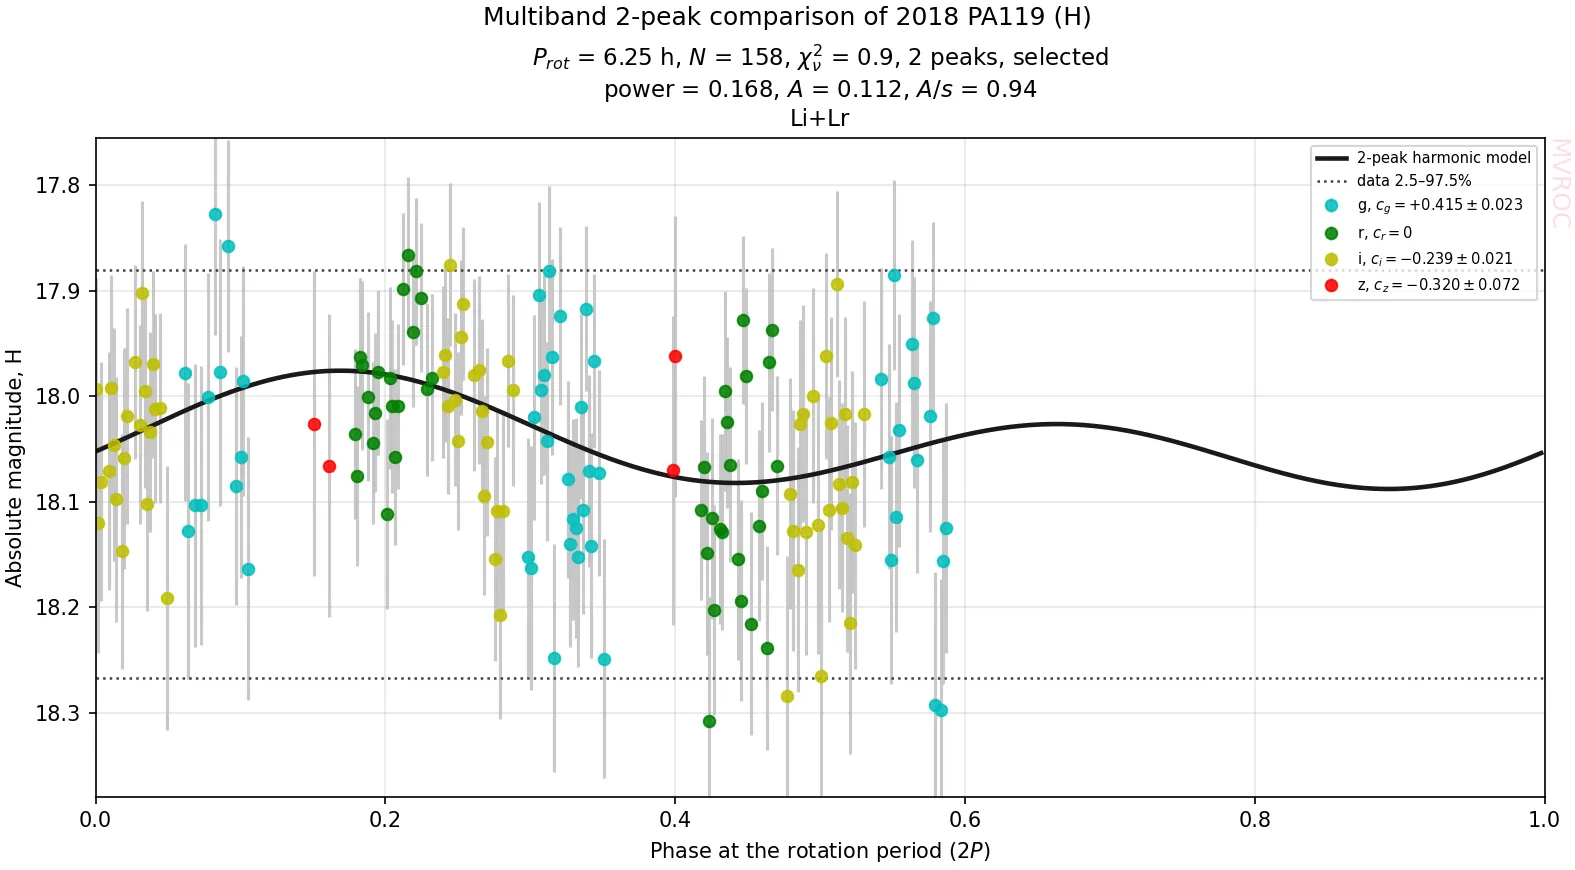 Multiband 2-peak comparison of 2018 PA119 (H)
P_rot = 6.25 h, N = 158, χ²_ν = 0.9, 2 peaks, selected
power = 0.168, A = 0.112, A/s = 0.94
Li+Lr
2-peak harmonic model
data 2.5–97.5%
g, c_g = +0.415 ± 0.023
r, c_r = 0
i, c_i = −0.239 ± 0.021
z, c_z = −0.320 ± 0.072
MVROC
Absolute magnitude, H
17.8
17.9
18.0
18.1
18.2
18.3
0.0 0.2 0.4 0.6 0.8 1.0
Phase at the rotation period (2P)